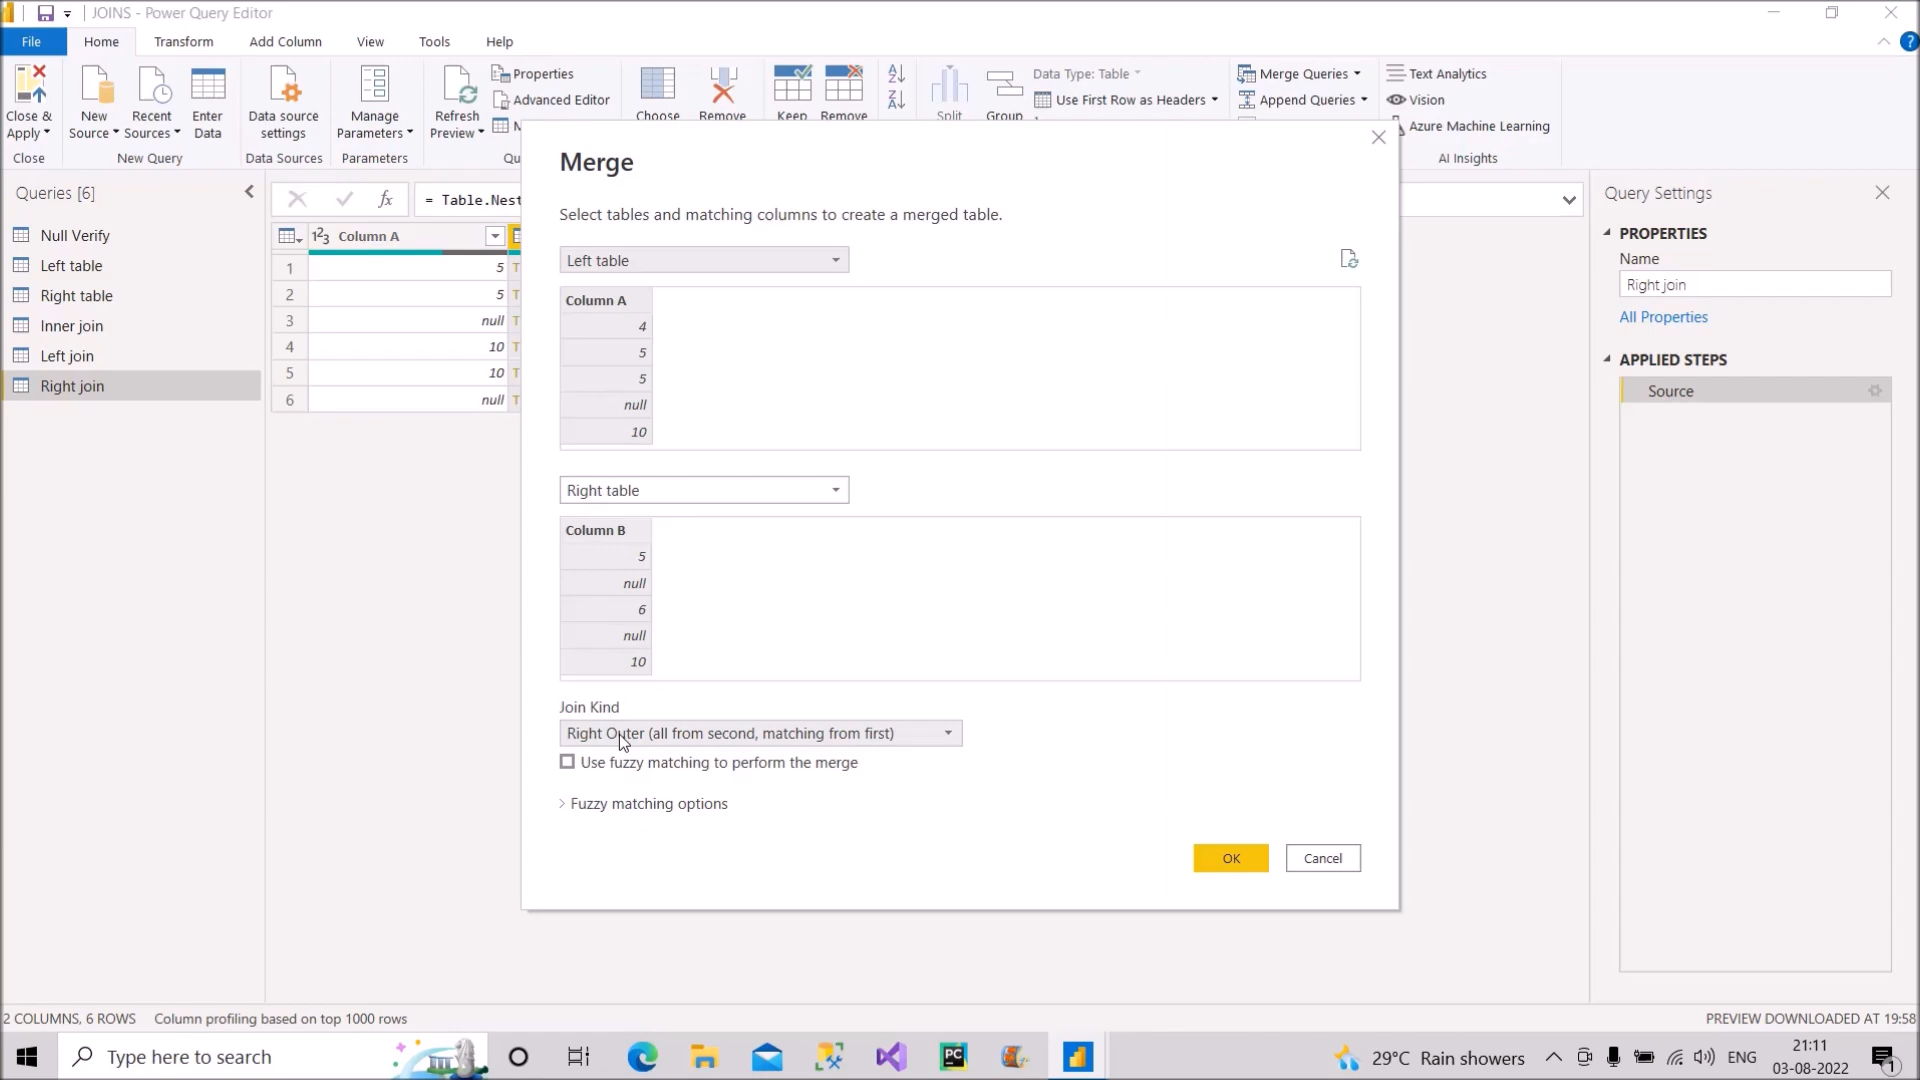 JOINS - Power Query Editor
File Home Transform Add Column View Tools Help
Close & Apply
Close
New Source
Recent Sources
Enter Data
New Query
Data source settings
Data Sources
Manage Parameters
Parameters
Refresh Preview
Properties
Advanced Editor
Choose
Remove
Keep
Remove
Split
Group
Data Type: Table
Use First Row as Headers
Merge Queries
Append Queries
Text Analytics
Vision
Azure Machine Learning
AI Insights
Queries [6]
Null Verify
Left table
Right table
Inner join
Left join
Right join
fx = Table.Nest
1²3 Column A
1 5
2 5
3 null
4 10
5 10
6 null
Merge
Select tables and matching columns to create a merged table.
Left table
Column A
4
5
5
null
10
Right table
Column B
5
null
6
null
10
Join Kind
Right Outer (all from second, matching from first)
Use fuzzy matching to perform the merge
Fuzzy matching options
OK Cancel
Query Settings
PROPERTIES
Name
Right join
All Properties
APPLIED STEPS
Source
2 COLUMNS, 6 ROWS Column profiling based on top 1000 rows
PREVIEW DOWNLOADED AT 19:58
Type here to search
PC
29°C Rain showers
ENG
21:11
03-08-2022
1